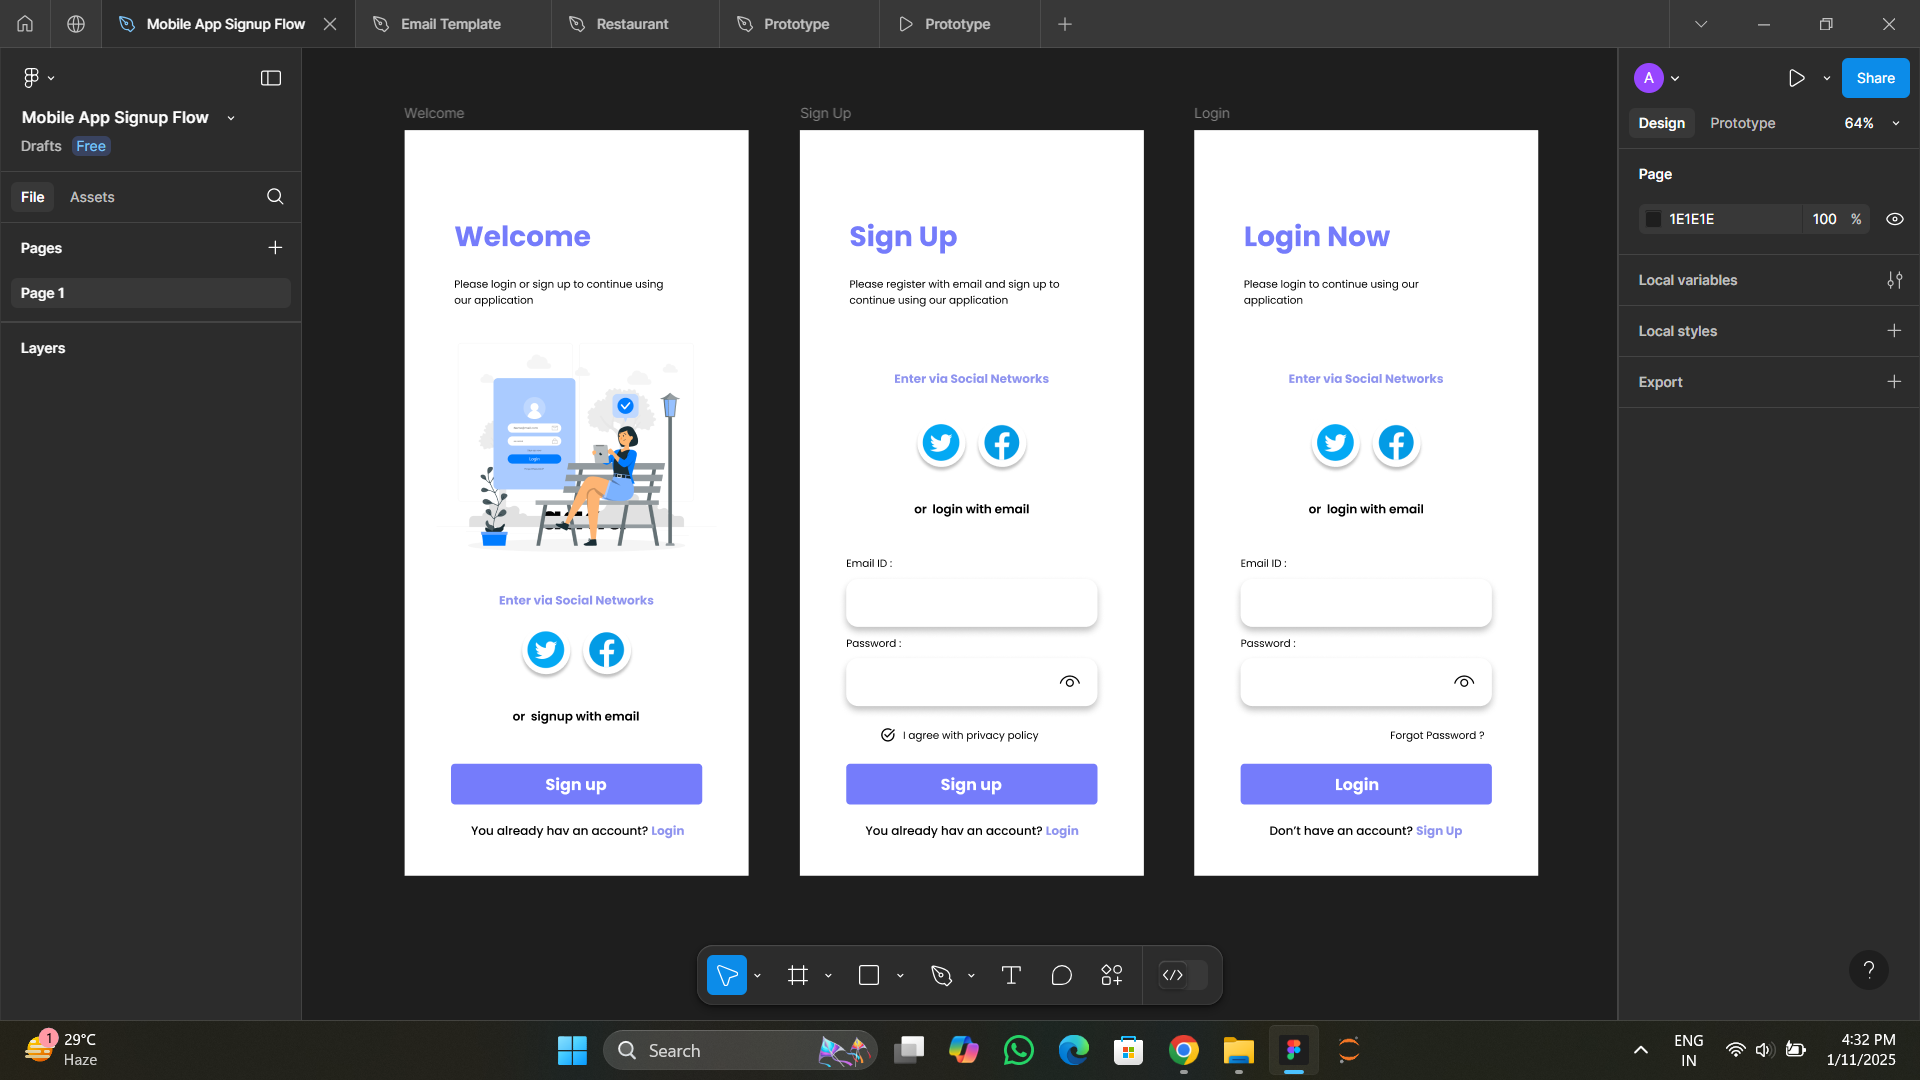 Mobile App Signup Flow
Email Template
Restaurant
Prototype
Prototype
Mobile App Signup Flow
Drafts Free
File Assets
Pages
Page 1
Layers
Welcome
Welcome
Please login or sign up to continue using
our application
Login
Enter via Social Networks
or signup with email
Sign up
You already hav an account? Login
Sign Up
Sign Up
Please register with email and sign up to
continue using our application
Enter via Social Networks
or login with email
Email ID :
Password :
I agree with privacy policy
Sign up
You already hav an account? Login
Login
Login Now
Please login to continue using our
application
Enter via Social Networks
or login with email
Email ID :
Password :
Forgot Password ?
Login
Don't have an account? Sign Up
A
Share
Design Prototype 64%
Page
1E1E1E 100 %
Local variables
Local styles
Export
?
1
29°C
Haze
Search
ENG
IN
4:32 PM
1/11/2025